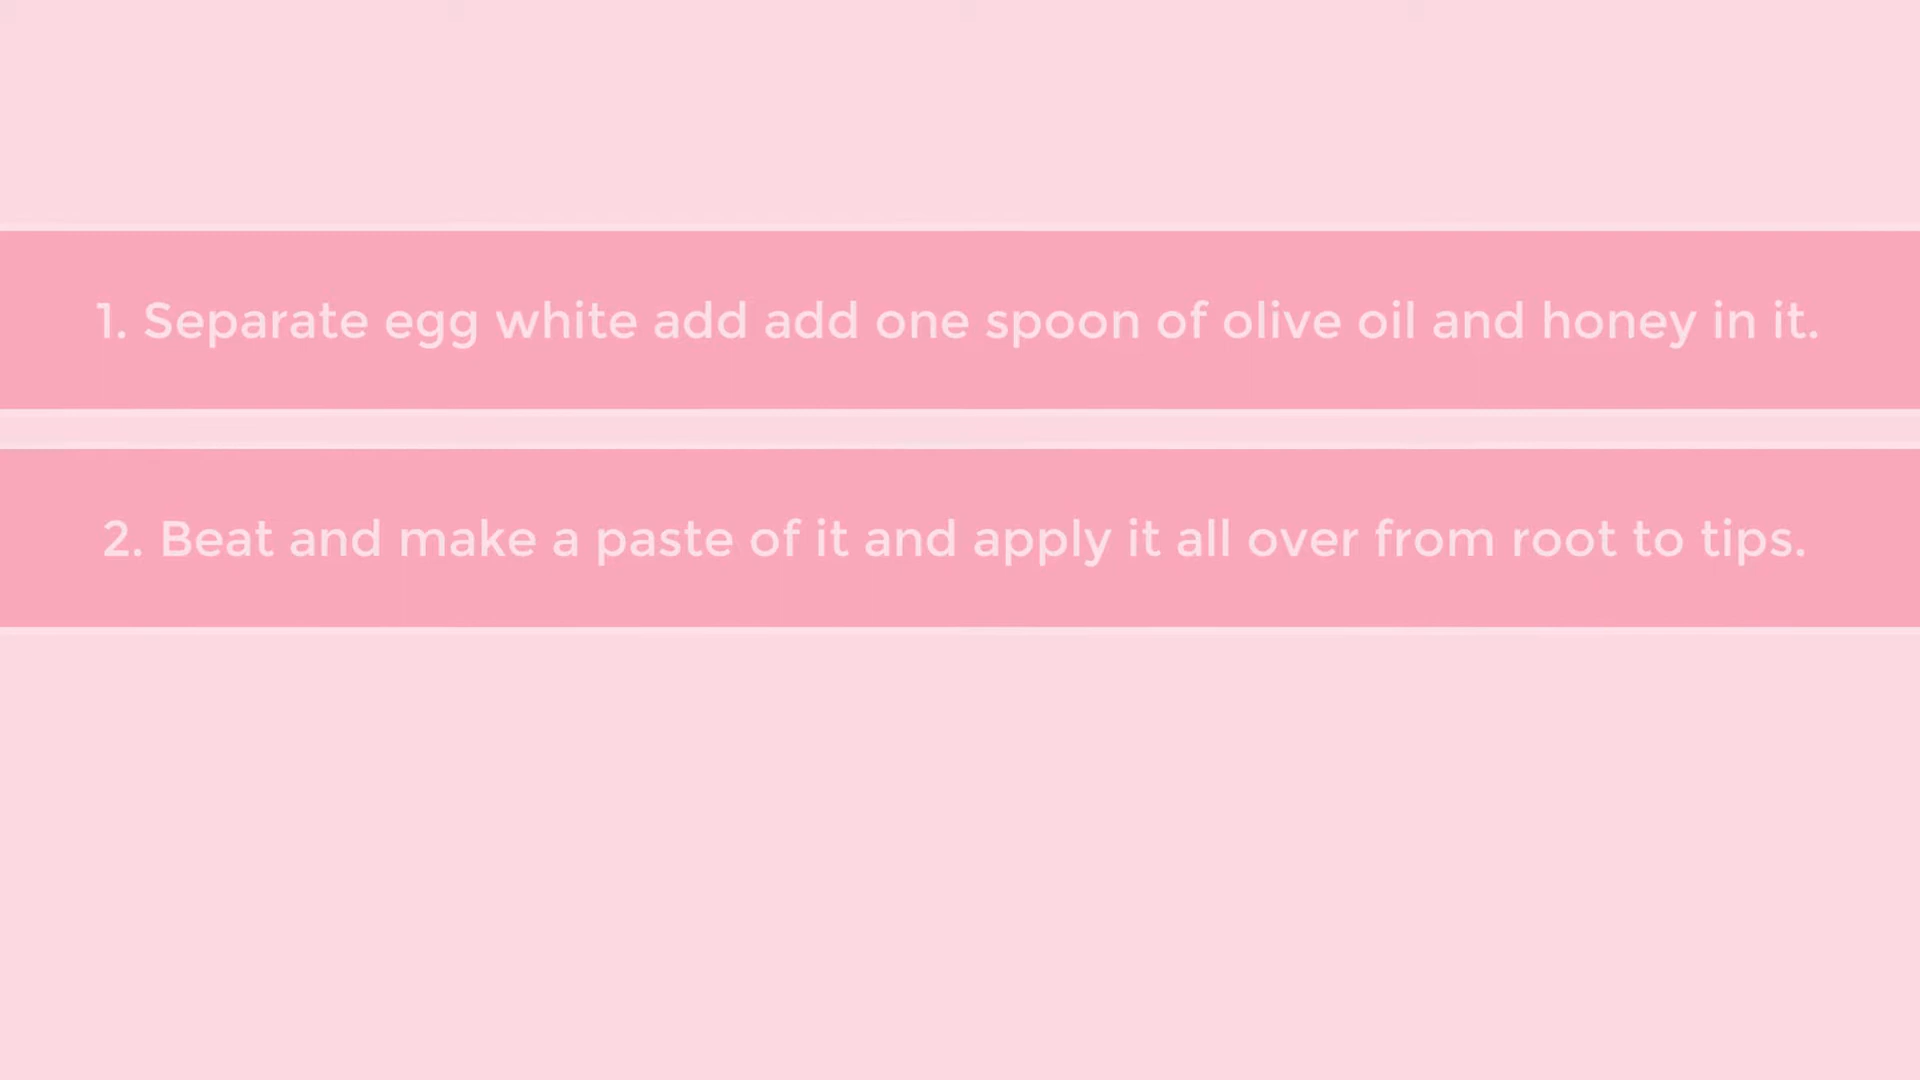 1. Separate egg white add add one spoon of olive oil and honey in it.
2. Beat and make a paste of it and apply it all over from root to tips.